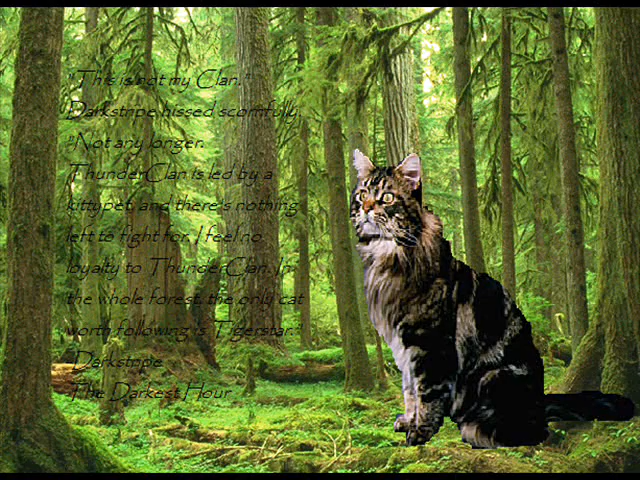 "This is not my Clan."
Darkstripe hissed scornfully.
"Not any longer.
ThunderClan is led by a
kittypet, and there's nothing
left to fight for. I feel no
loyalty to ThunderClan. In
the whole forest, the only cat
worth following is Tigerstar."
Darkstripe
The Darkest Hour